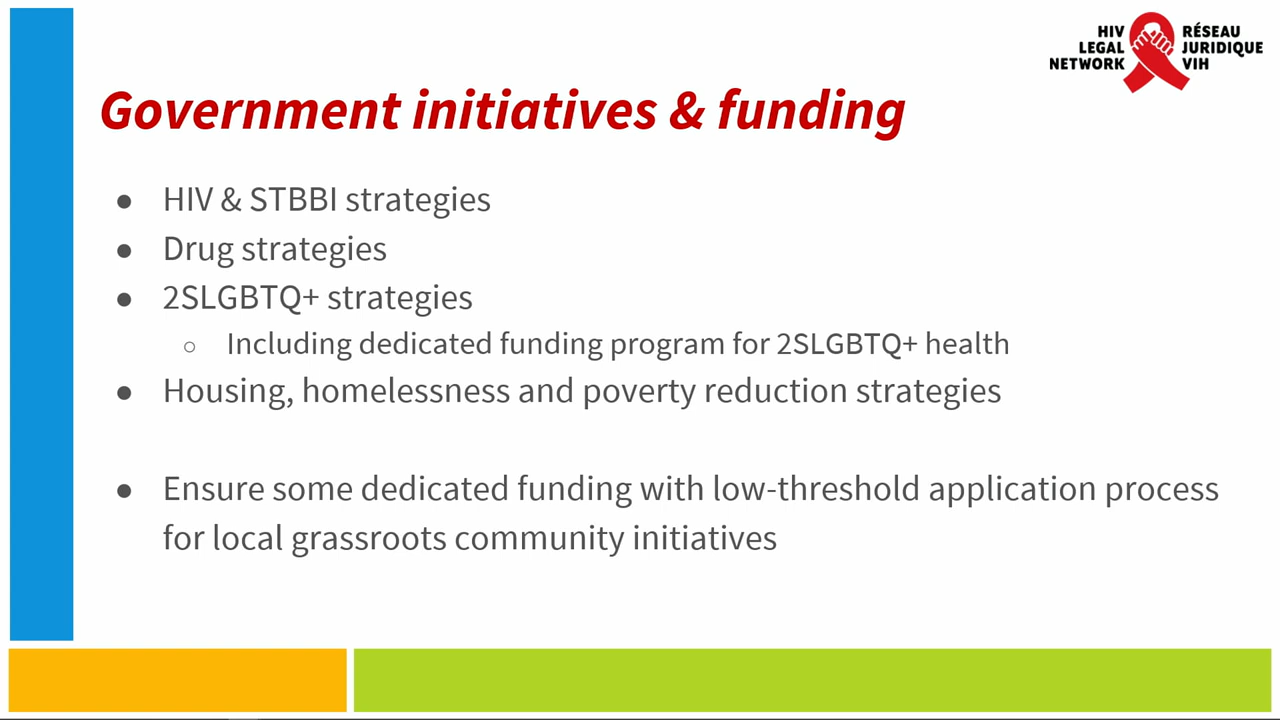 HIV LEGAL NETWORK
RÉSEAU JURIDIQUE VIH
Government initiatives & funding
● HIV & STBBI strategies
● Drug strategies
● 2SLGBTQ+ strategies
○ Including dedicated funding program for 2SLGBTQ+ health
● Housing, homelessness and poverty reduction strategies
● Ensure some dedicated funding with low-threshold application process
for local grassroots community initiatives